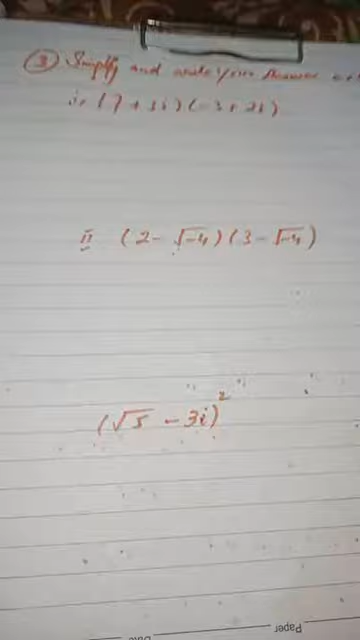 ③ Simplify and write your Answer
i, (7 + 3i)(-3 + 2i)
ii (2 - √-4)(3 - √-4)
(√5 - 3i)²
Paper
Date